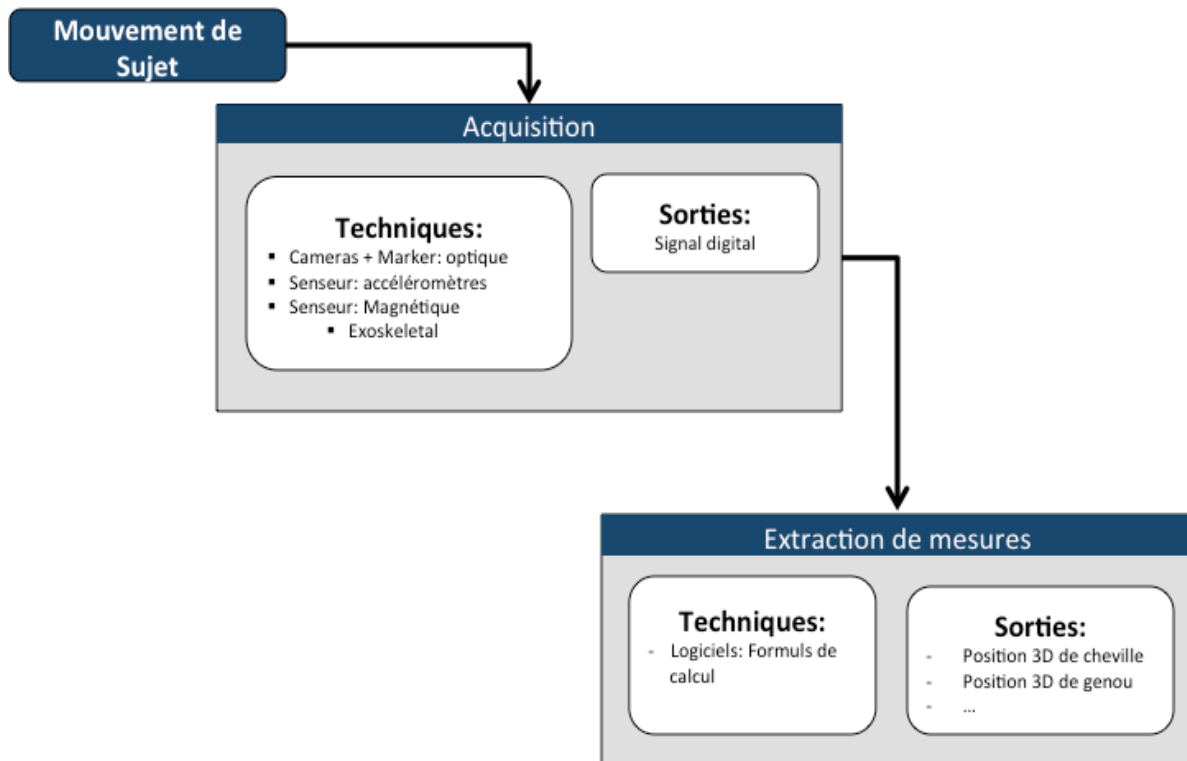 Mouvement de
Sujet
Acquisition
Techniques:
▪ Cameras + Marker: optique
▪ Senseur: accéléromètres
▪ Senseur: Magnétique
▪ Exoskeletal
Sorties:
Signal digital
Extraction de mesures
Techniques:
- Logiciels: Formuls de
calcul
Sorties:
- Position 3D de cheville
- Position 3D de genou
- ...